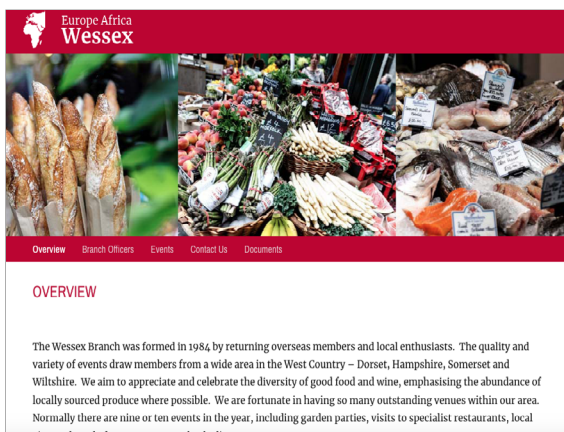 Europe Africa
Wessex
Overview Branch Officers Events Contact Us Documents
OVERVIEW
The Wessex Branch was formed in 1984 by returning overseas members and local enthusiasts. The quality and
variety of events draw members from a wide area in the West Country – Dorset, Hampshire, Somerset and
Wiltshire. We aim to appreciate and celebrate the diversity of good food and wine, emphasising the abundance of
locally sourced produce where possible. We are fortunate in having so many outstanding venues within our area.
Normally there are nine or ten events in the year, including garden parties, visits to specialist restaurants, local